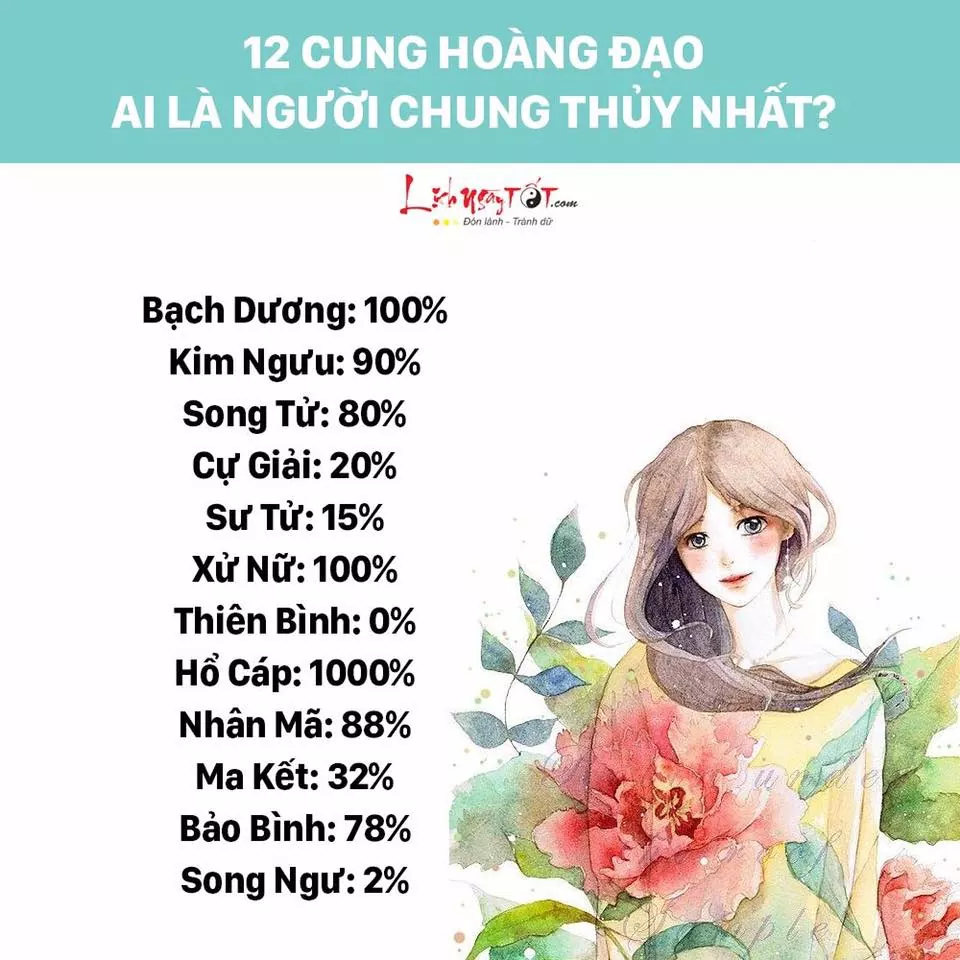 12 CUNG HOÀNG ĐẠO
AI LÀ NGƯỜI CHUNG THỦY NHẤT?
LịchNgàyTỐT.com
Đón lành - Tránh dữ
Bạch Dương: 100%
Kim Ngưu: 90%
Song Tử: 80%
Cự Giải: 20%
Sư Tử: 15%
Xử Nữ: 100%
Thiên Bình: 0%
Hổ Cáp: 1000%
Nhân Mã: 88%
Ma Kết: 32%
Bảo Bình: 78%
Song Ngư: 2%